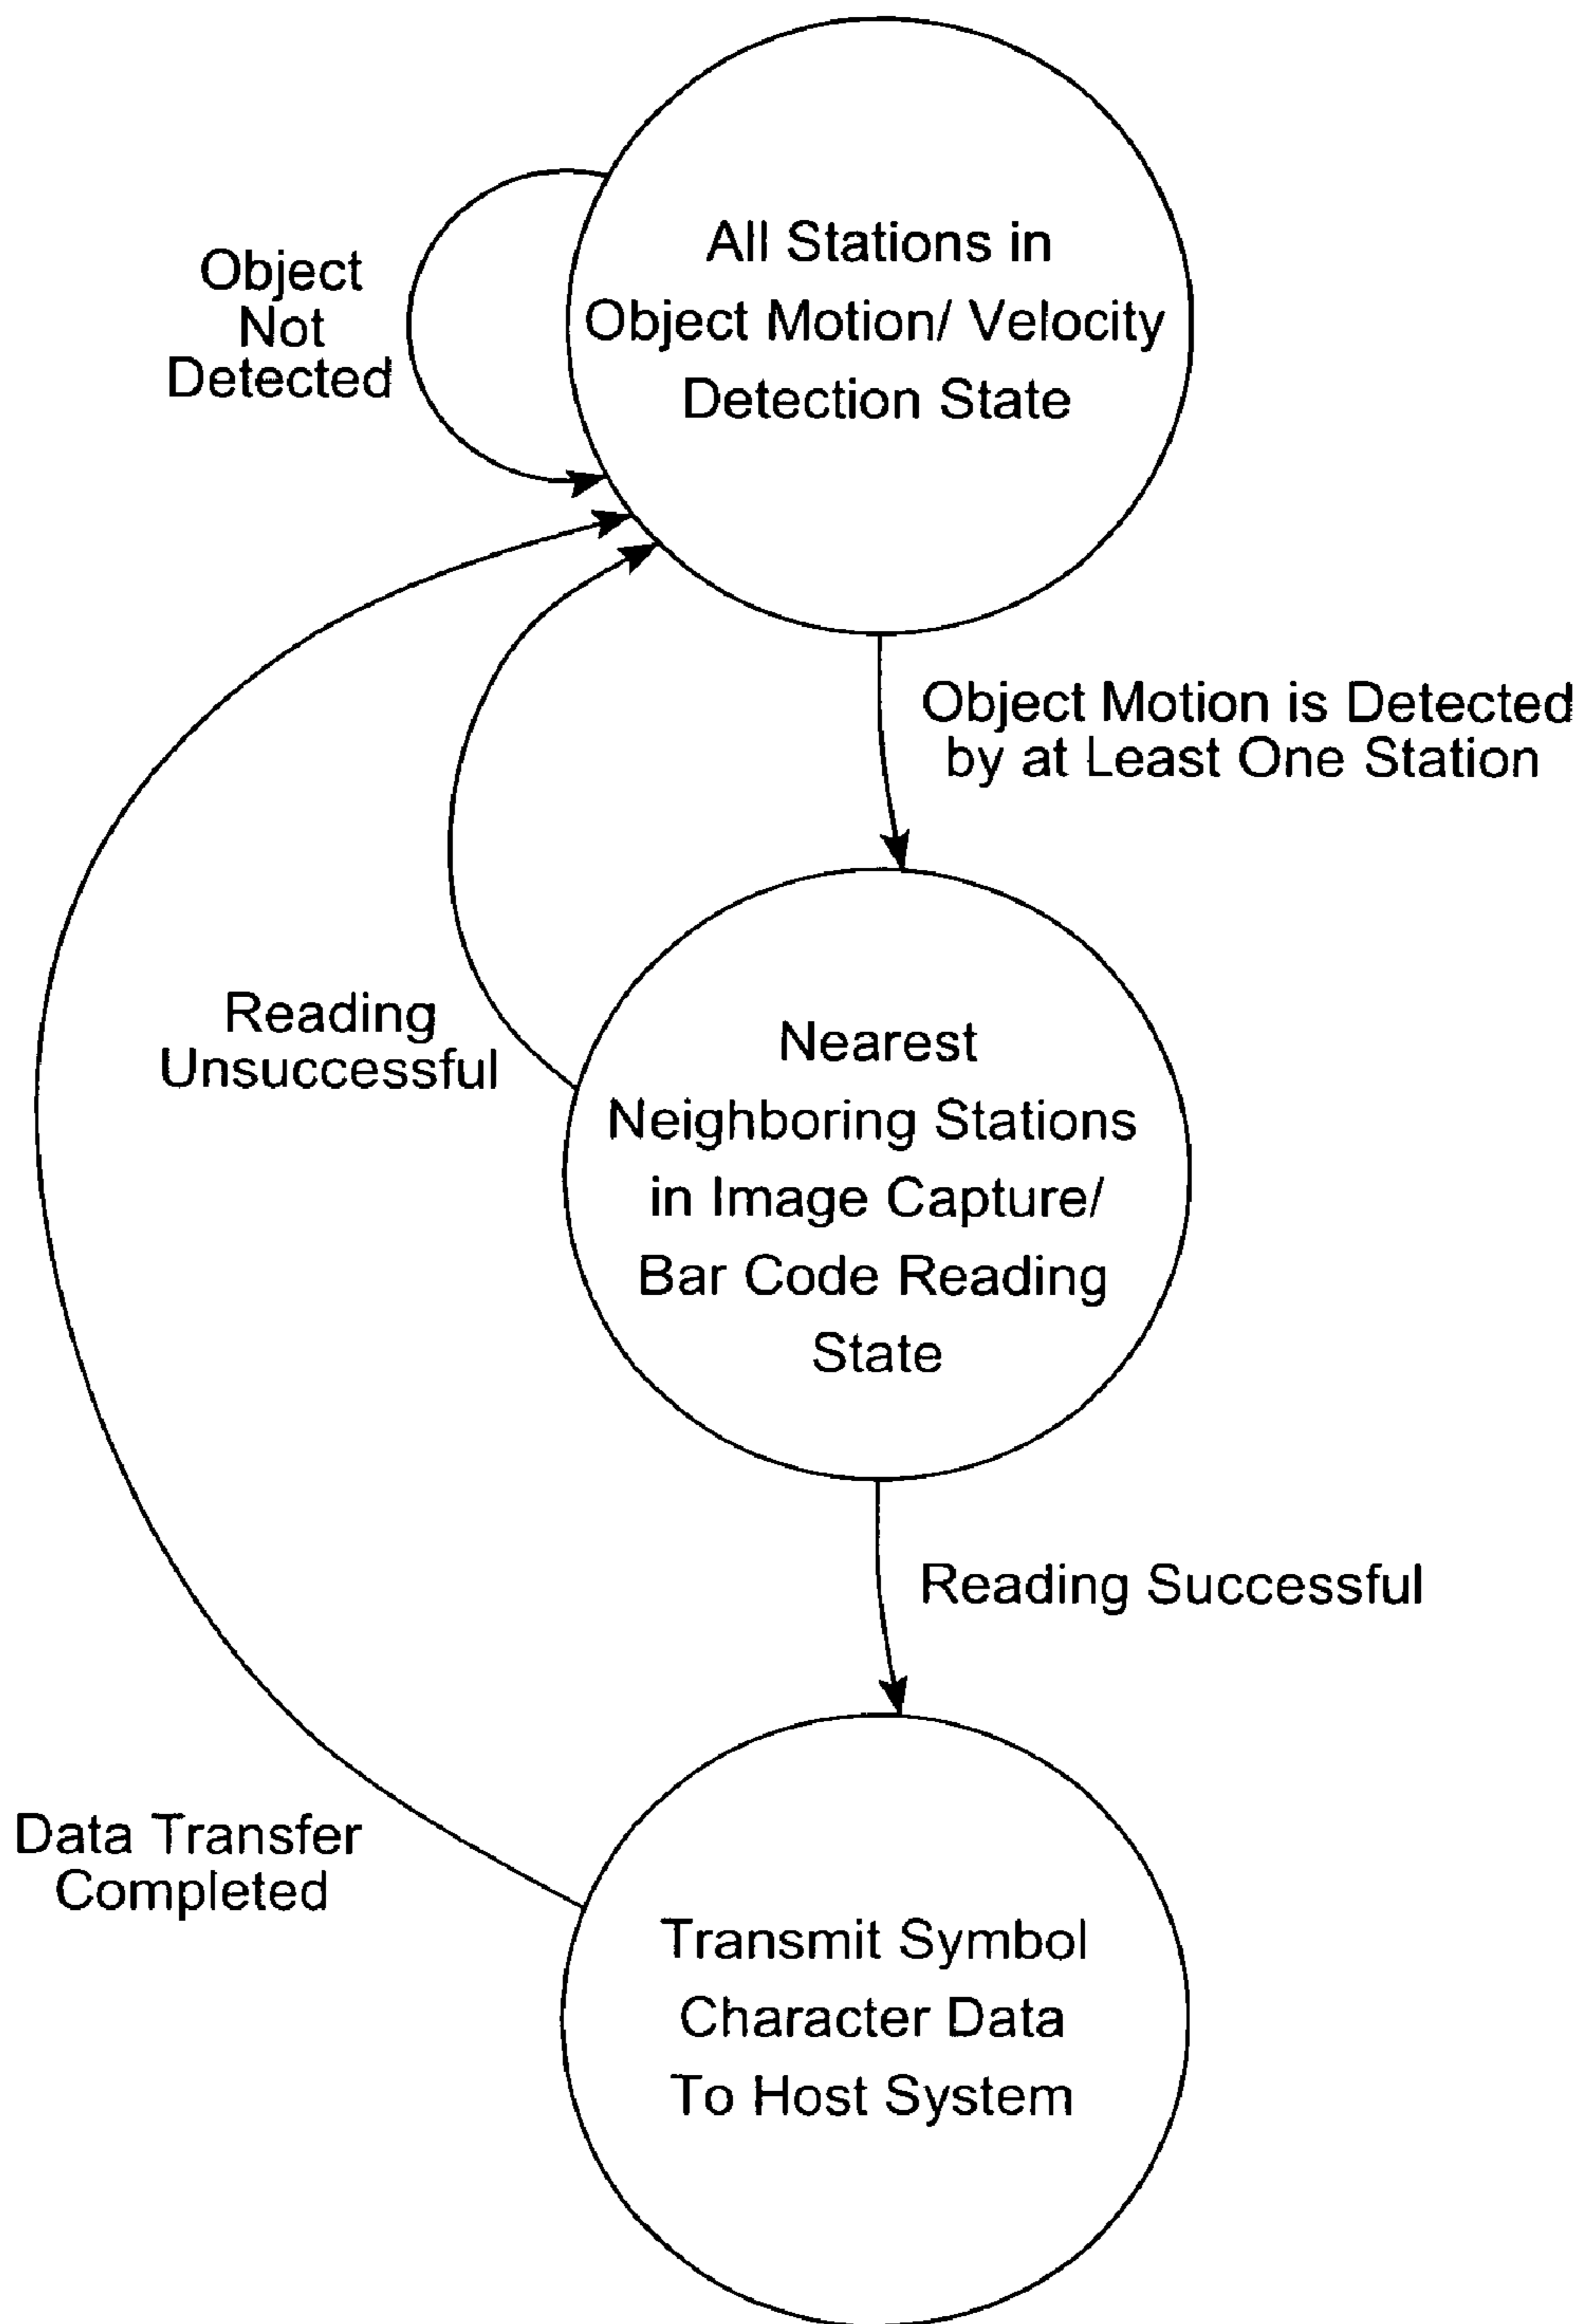 All Stations in
Object Motion/ Velocity
Detection State
Object
Not
Detected
Object Motion is Detected
by at Least One Station
Reading
Unsuccessful
Nearest
Neighboring Stations
in Image Capture/
Bar Code Reading
State
Reading Successful
Data Transfer
Completed
Transmit Symbol
Character Data
To Host System